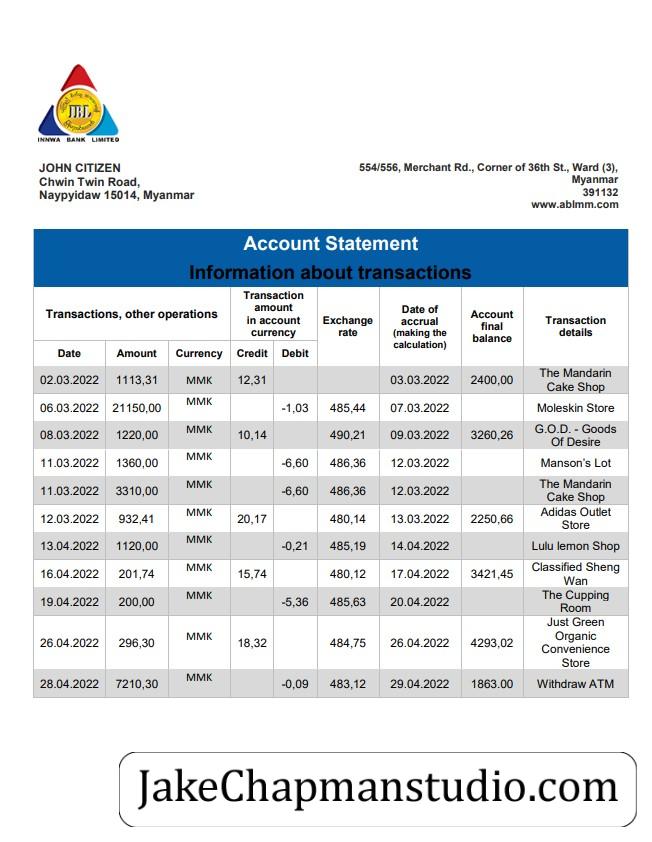 JBL
INNWA BANK LIMITED
JOHN CITIZEN
Chwin Twin Road,
Naypyidaw 15014, Myanmar
554/556, Merchant Rd., Corner of 36th St., Ward (3),
Myanmar
391132
www.ablmm.com
Account Statement
Information about transactions
Transactions, other operations
Transaction
amount
in account
currency
Exchange
rate
Date of
accrual
(making the
calculation)
Account
final
balance
Transaction
details
Date Amount Currency Credit Debit
02.03.2022 1113,31 MMK 12,31 03.03.2022 2400,00 The Mandarin
Cake Shop
06.03.2022 21150,00 MMK -1,03 485,44 07.03.2022 Moleskin Store
08.03.2022 1220,00 MMK 10,14 490,21 09.03.2022 3260,26 G.O.D. - Goods
Of Desire
11.03.2022 1360,00 MMK -6,60 486,36 12.03.2022 Manson's Lot
11.03.2022 3310,00 MMK -6,60 486,36 12.03.2022 The Mandarin
Cake Shop
12.03.2022 932,41 MMK 20,17 480,14 13.03.2022 2250,66 Adidas Outlet
Store
13.04.2022 1120,00 MMK -0,21 485,19 14.04.2022 Lulu lemon Shop
16.04.2022 201,74 MMK 15,74 480,12 17.04.2022 3421,45 Classified Sheng
Wan
19.04.2022 200,00 MMK -5,36 485,63 20.04.2022 The Cupping
Room
26.04.2022 296,30 MMK 18,32 484,75 26.04.2022 4293,02 Just Green
Organic
Convenience
Store
28.04.2022 7210,30 MMK -0,09 483,12 29.04.2022 1863.00 Withdraw ATM
JakeChapmanstudio.com